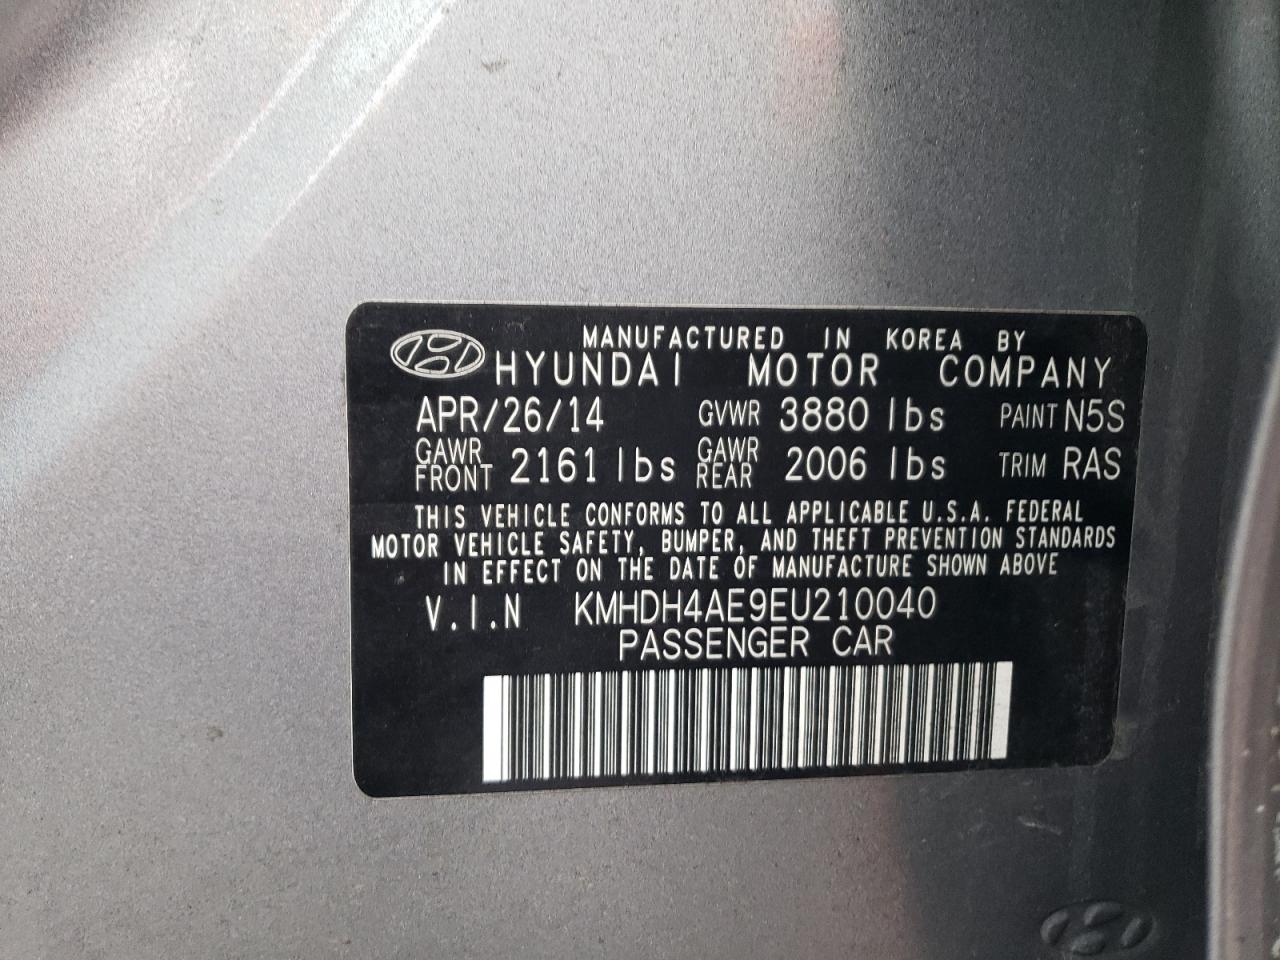 MANUFACTURED IN KOREA BY
HYUNDAI MOTOR COMPANY
APR/26/14 GVWR 3880 lbs PAINT N5S
GAWR FRONT 2161 lbs GAWR REAR 2006 lbs TRIM RAS
THIS VEHICLE CONFORMS TO ALL APPLICABLE U.S.A. FEDERAL
MOTOR VEHICLE SAFETY, BUMPER, AND THEFT PREVENTION STANDARDS
IN EFFECT ON THE DATE OF MANUFACTURE SHOWN ABOVE
V.I.N KMHDH4AE9EU210040
PASSENGER CAR